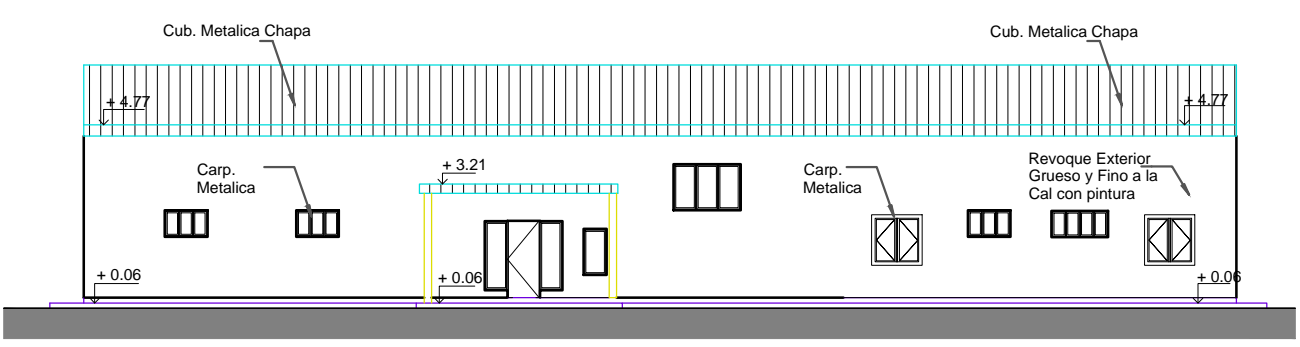 Cub. Metalica Chapa
Cub. Metalica Chapa
+ 4.77
+ 4.77
Carp.
Metalica
+ 3.21
Carp.
Metalica
Revoque Exterior
Grueso y Fino a la
Cal con pintura
+ 0.06
+ 0.06
+ 0.06